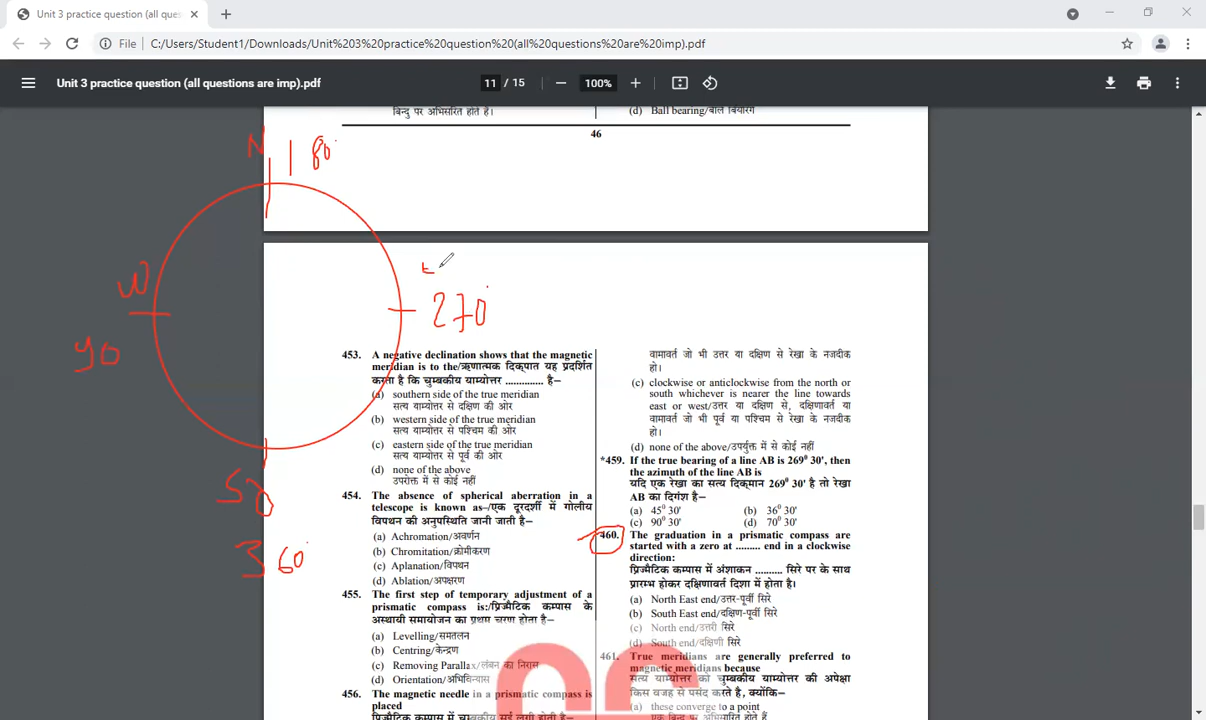 Unit 3 practice question (all ques
File
C:/Users/Student1/Downloads/Unit%203%20practice%20question%20(all%20questions%20are%20imp).pdf
Unit 3 practice question (all questions are imp).pdf
11 / 15
100%
बिन्दु पर अभिसरित होते हैं।
(d) Ball bearing/बाल बियरिंग
46
N
180°
W
90
270°
S
360°
453. A negative declination shows that the magnetic
meridian is to the/ऋणात्मक दिक्पात यह प्रदर्शित
करता है कि चुम्बकीय याम्योत्तर .............. है–
(a) southern side of the true meridian
सत्य याम्योत्तर से दक्षिण की ओर
(b) western side of the true meridian
सत्य याम्योत्तर से पश्चिम की ओर
(c) eastern side of the true meridian
सत्य याम्योत्तर से पूर्व की ओर
(d) none of the above
उपरोक्त में से कोई नहीं
454. The absence of spherical aberration in a
telescope is known as–/एक दूरदर्शी में गोलीय
विपथन की अनुपस्थिति जानी जाती है–
(a) Achromation/अवर्णन
(b) Chromitation/क्रोमीकरण
(c) Aplanation/विपथन
(d) Ablation/अपक्षरण
455. The first step of temporary adjustment of a
prismatic compass is:/प्रिज्मैटिक कम्पास के
अस्थायी समायोजन का प्रथम चरण होता है–
(a) Levelling/समतलन
(b) Centring/केन्द्रण
(c) Removing Parallax/लंबन का निरास
(d) Orientation/अभिविन्यास
456. The magnetic needle in a prismatic compass is
placed
प्रिज्मैटिक कम्पास में चुम्बकीय सुई लगी होती है–
वामावर्त जो भी उत्तर या दक्षिण से रेखा के नजदीक
हो।
(c) clockwise or anticlockwise from the north or
south whichever is nearer the line towards
east or west/उत्तर या दक्षिण से, दक्षिणावर्त या
वामावर्त जो भी पूर्व या पश्चिम से रेखा के नजदीक
हो।
(d) none of the above/उपर्युक्त में से कोई नहीं
*459. If the true bearing of a line AB is 269⁰ 30', then
the azimuth of the line AB is
यदि एक रेखा का सत्य दिक्मान 269⁰ 30' है तो रेखा
AB का दिगंश है–
(a) 45⁰ 30' (b) 36⁰ 30'
(c) 90⁰ 30' (d) 70⁰ 30'
460. The graduation in a prismatic compass are
started with a zero at ......... end in a clockwise
direction:
प्रिज्मैटिक कम्पास में अंशाकन .......... सिरे पर के साथ
प्रारम्भ होकर दक्षिणावर्त दिशा में होता है।
(a) North East end/उत्तर-पूर्वी सिरे
(b) South East end/दक्षिण-पूर्वी सिरे
(c) North end/उत्तरी सिरे
(d) South end/दक्षिणी सिरे
461. True meridians are generally preferred to
magnetic meridians because
सत्य याम्योत्तर को चुम्बकीय याम्योत्तर की अपेक्षा
किस वजह से पसंद करते है, क्योंकि–
(a) these converge to a point
एक बिन्दु पर अभिसरित होते हैं